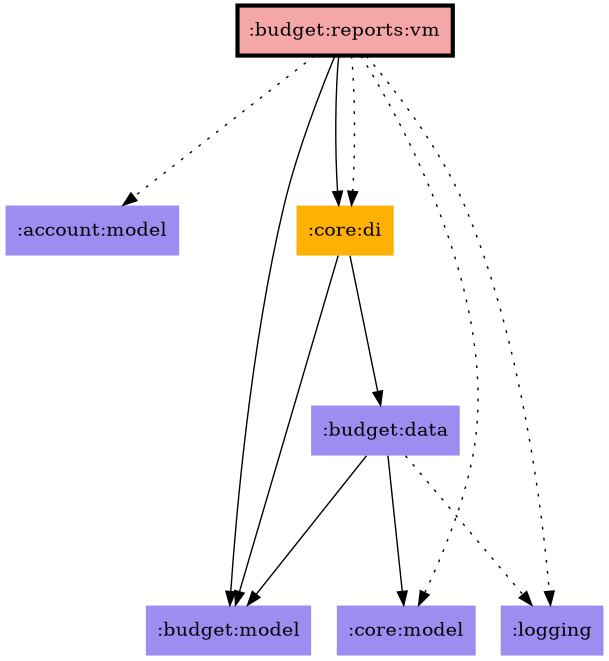 :budget:reports:vm
:account:model
:core:di
:budget:data
:budget:model
:core:model
:logging